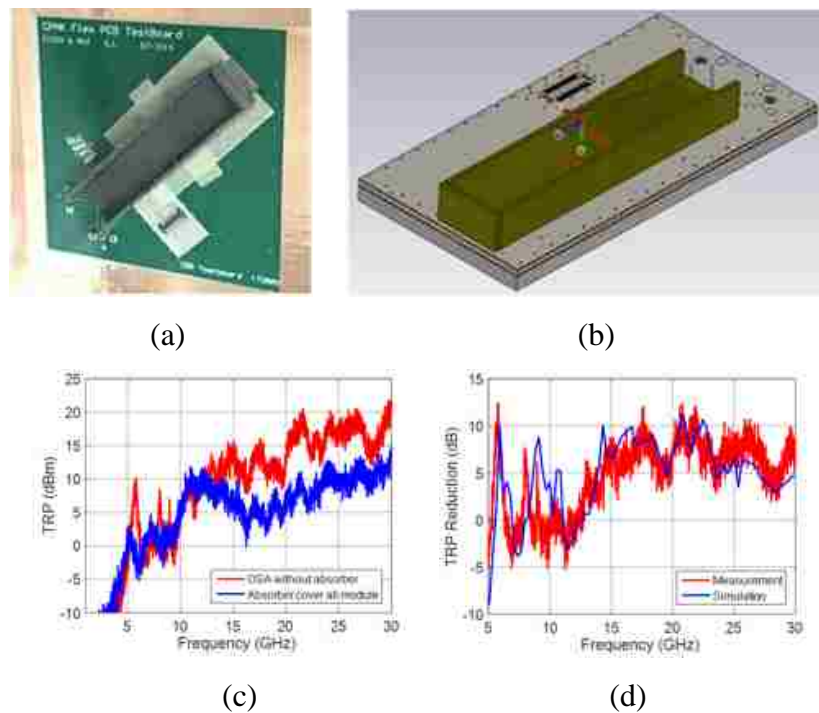 (a)
(b)
25
20
15
10
5
0
-5
-10
TRP (dBm)
5 10 15 20 25 30
Frequency (GHz)
OSA without absorber
Absorber cover all module
15
10
5
0
-5
-10
TRP Reduction (dB)
5 10 15 20 25 30
Frequency (GHz)
Measurement
Simulation
(c)
(d)